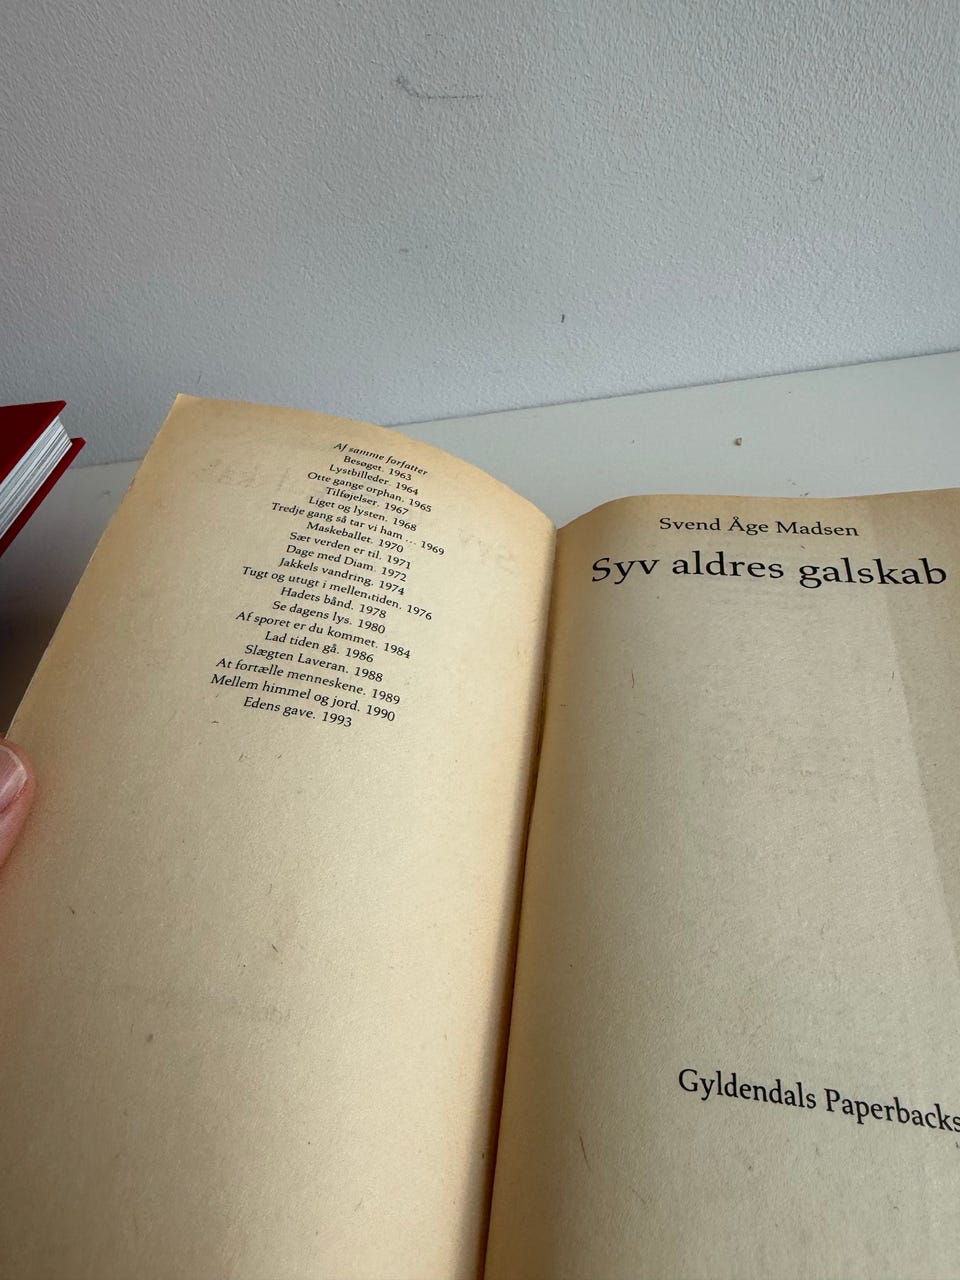 Af samme forfatter
Besøget. 1963
Lystbilleder. 1964
Otte gange orphan. 1965
Tilføjelser. 1967
Liget og lysten. 1968
Tredje gang så tar vi ham ... 1969
Maskeballet. 1970
Sæt verden er til. 1971
Dage med Diam. 1972
Jakkels vandring. 1974
Tugt og utugt i mellemtiden. 1976
Hadets bånd. 1978
Se dagens lys. 1980
Af sporet er du kommet. 1984
Lad tiden gå. 1986
Slægten Laveran. 1988
At fortælle menneskene. 1989
Mellem himmel og jord. 1990
Edens gave. 1993
Svend Åge Madsen
Syv aldres galskab
Gyldendals Paperbacks